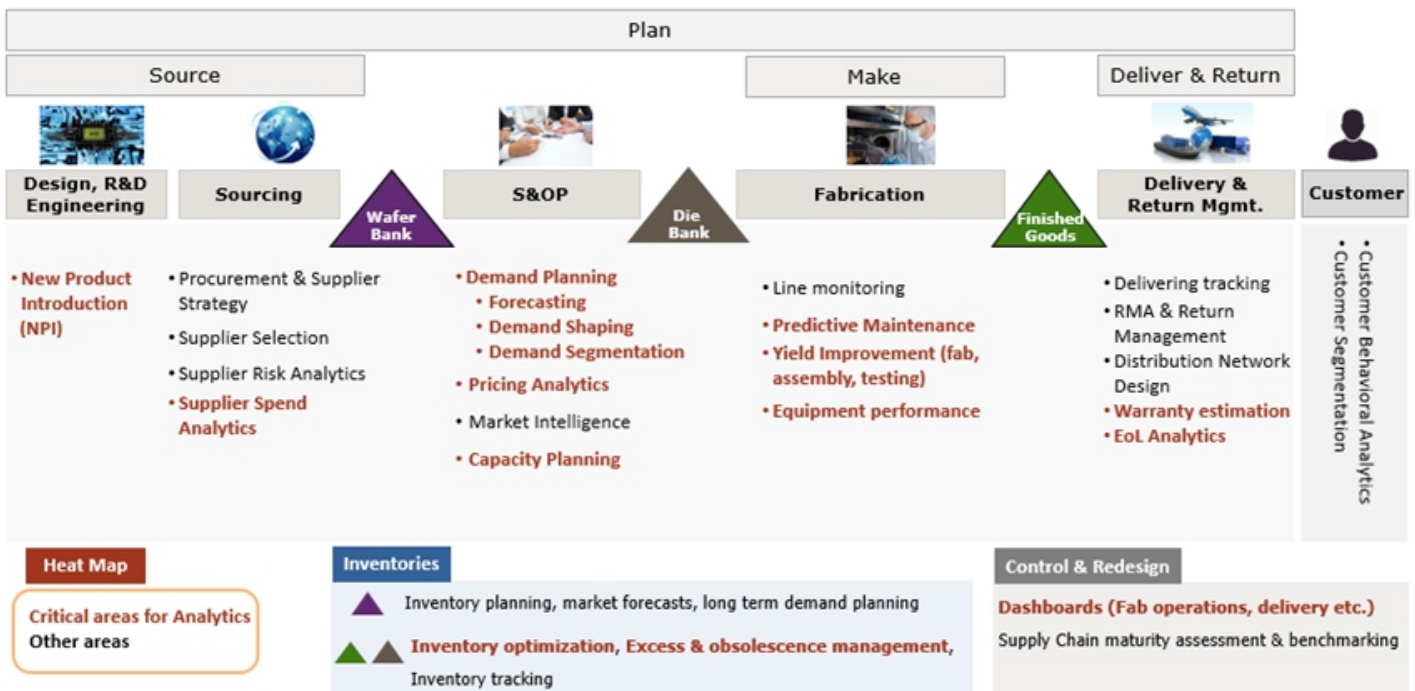 Plan
Source
Make
Deliver & Return
Design, R&D
Engineering
Sourcing
Wafer
Bank
S&OP
Die
Bank
Fabrication
Finished
Goods
Delivery &
Return Mgmt.
Customer
• New Product
Introduction
(NPI)
• Procurement & Supplier
Strategy
• Supplier Selection
• Supplier Risk Analytics
• Supplier Spend
Analytics
• Demand Planning
• Forecasting
• Demand Shaping
• Demand Segmentation
• Pricing Analytics
• Market Intelligence
• Capacity Planning
• Line monitoring
• Predictive Maintenance
• Yield Improvement (fab,
assembly, testing)
• Equipment performance
• Delivering tracking
• RMA & Return
Management
• Distribution Network
Design
• Warranty estimation
• EoL Analytics
• Customer Behavioral Analytics
• Customer Segmentation
Heat Map
Critical areas for Analytics
Other areas
Inventories
Inventory planning, market forecasts, long term demand planning
Inventory optimization, Excess & obsolescence management,
Inventory tracking
Control & Redesign
Dashboards (Fab operations, delivery etc.)
Supply Chain maturity assessment & benchmarking